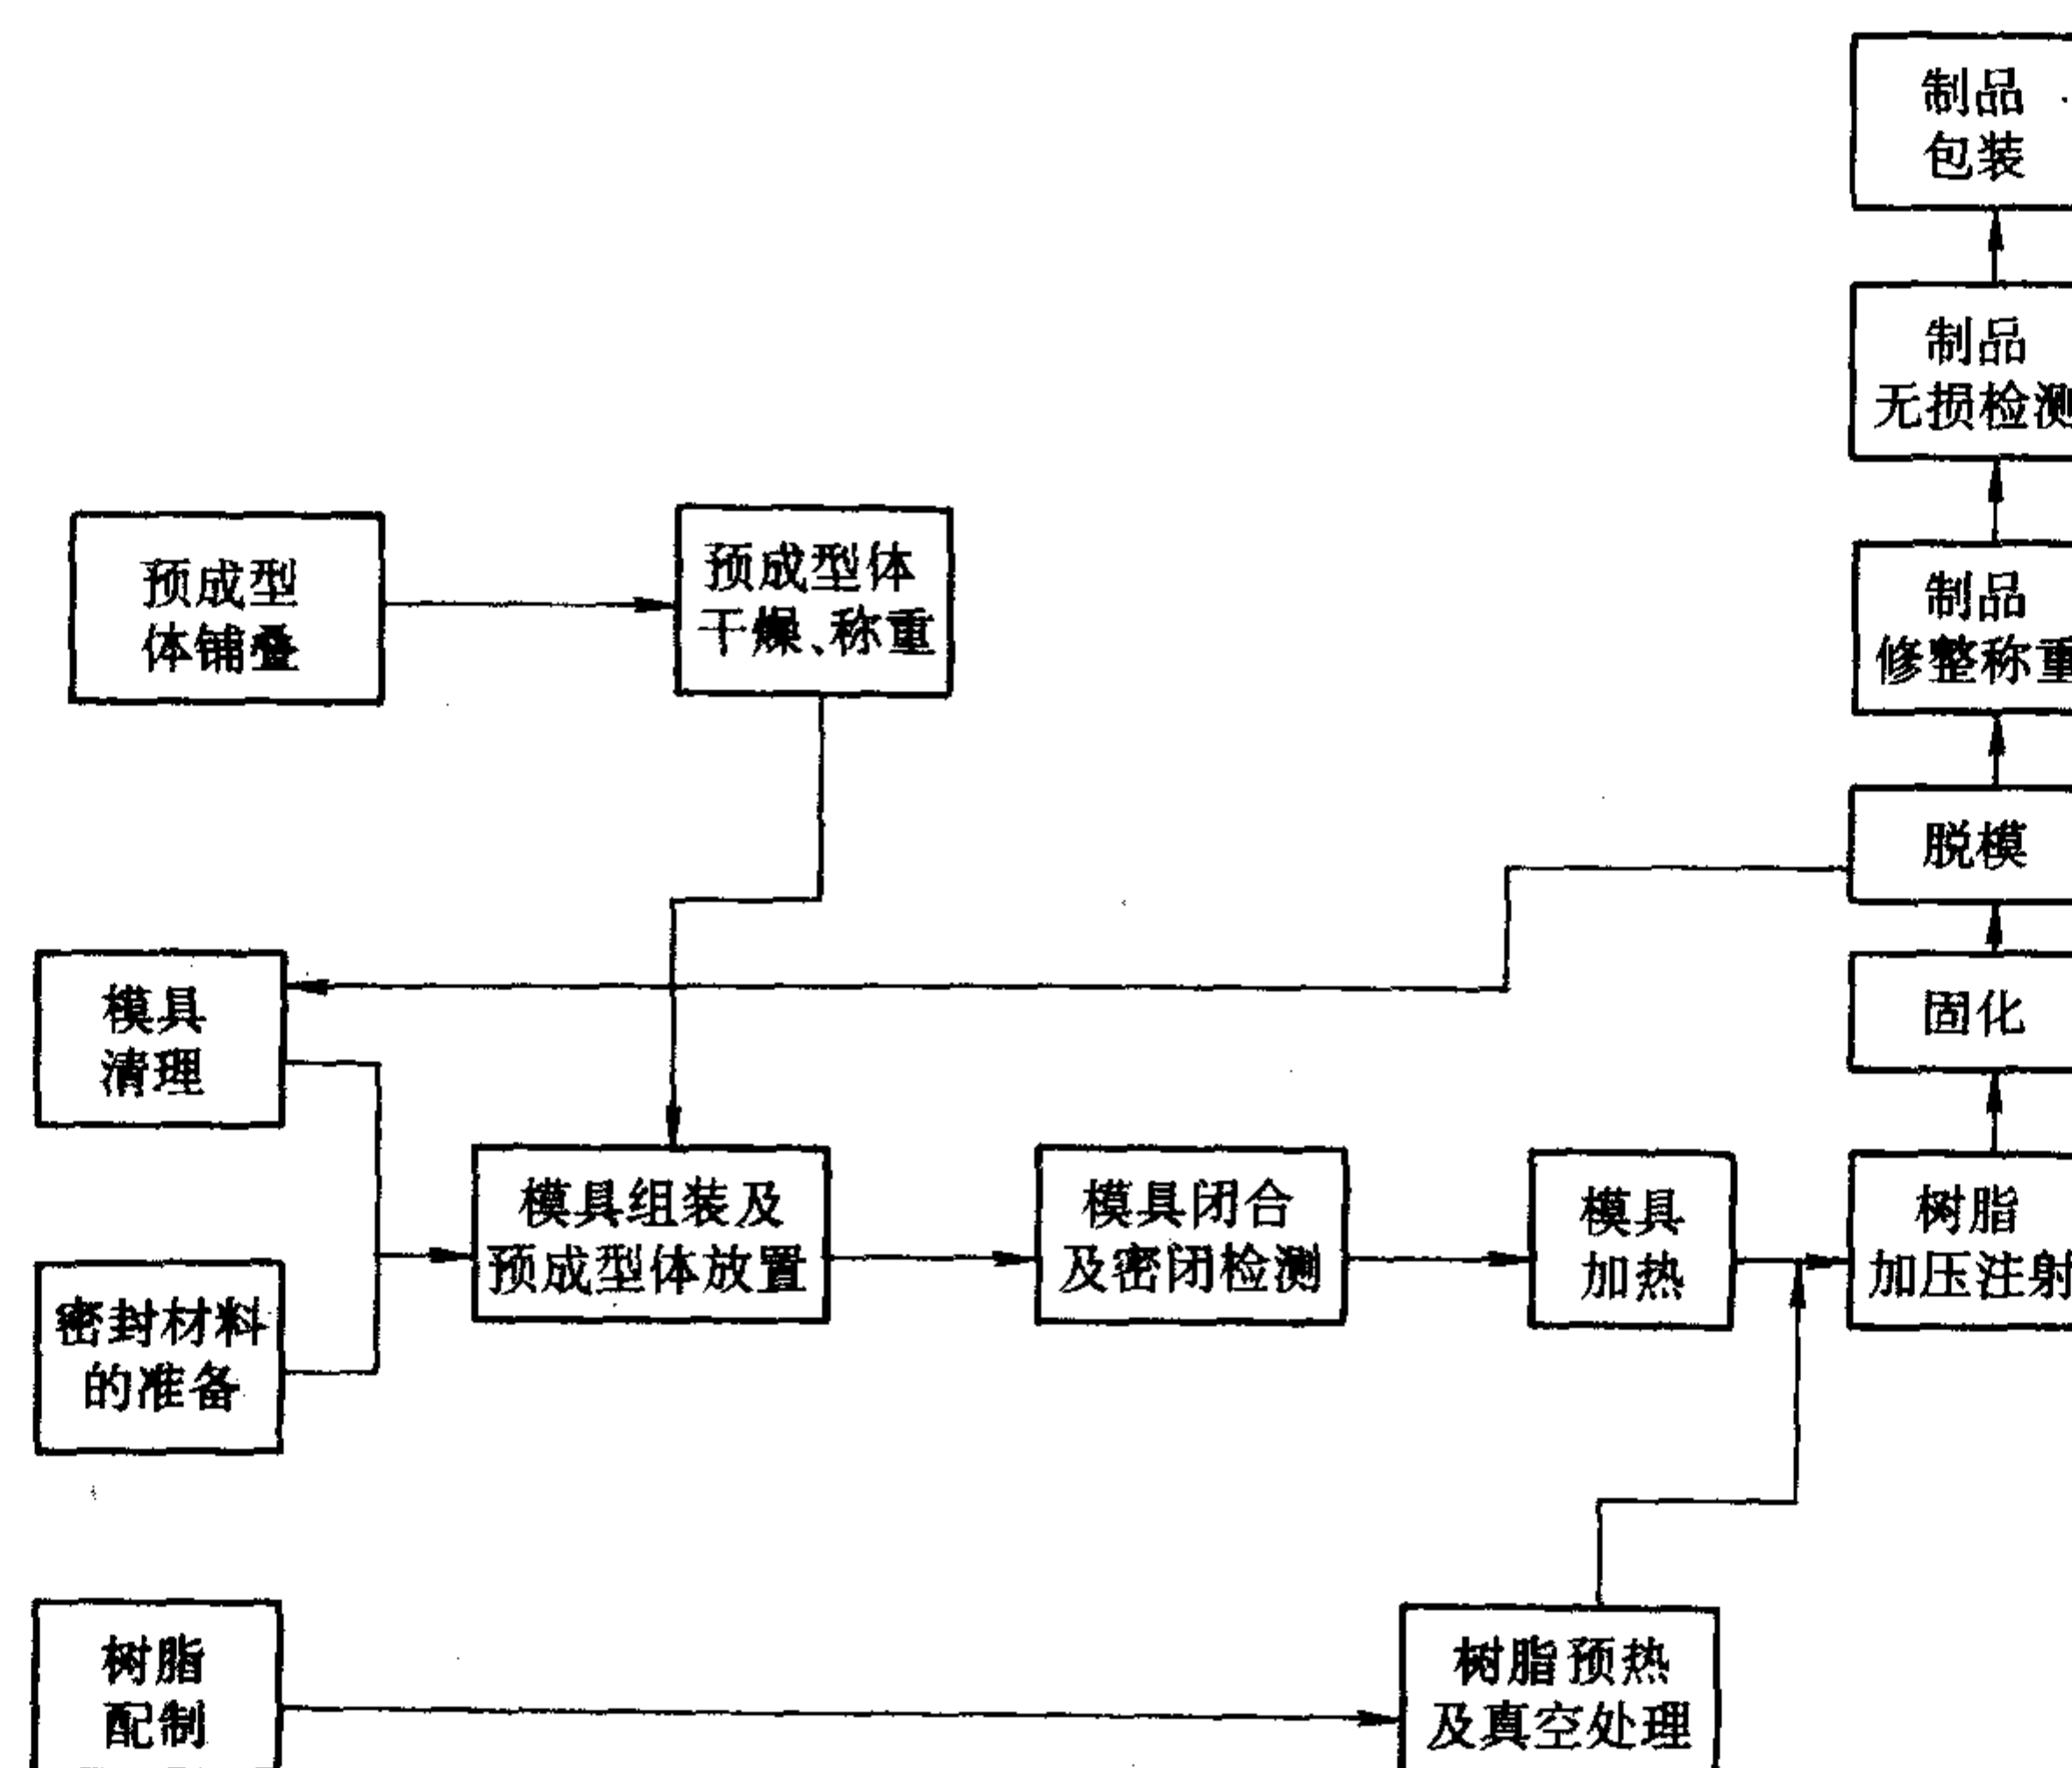 制品
包装
制品
无损检测
预成型
体铺叠
预成型体
干燥、称重
制品
修整称重
脱模
模具
清理
固化
模具组装及
预成型体放置
模具闭合
及密闭检测
模具
加热
树脂
加压注射
密封材料
的准备
树脂
配制
树脂预热
及真空处理